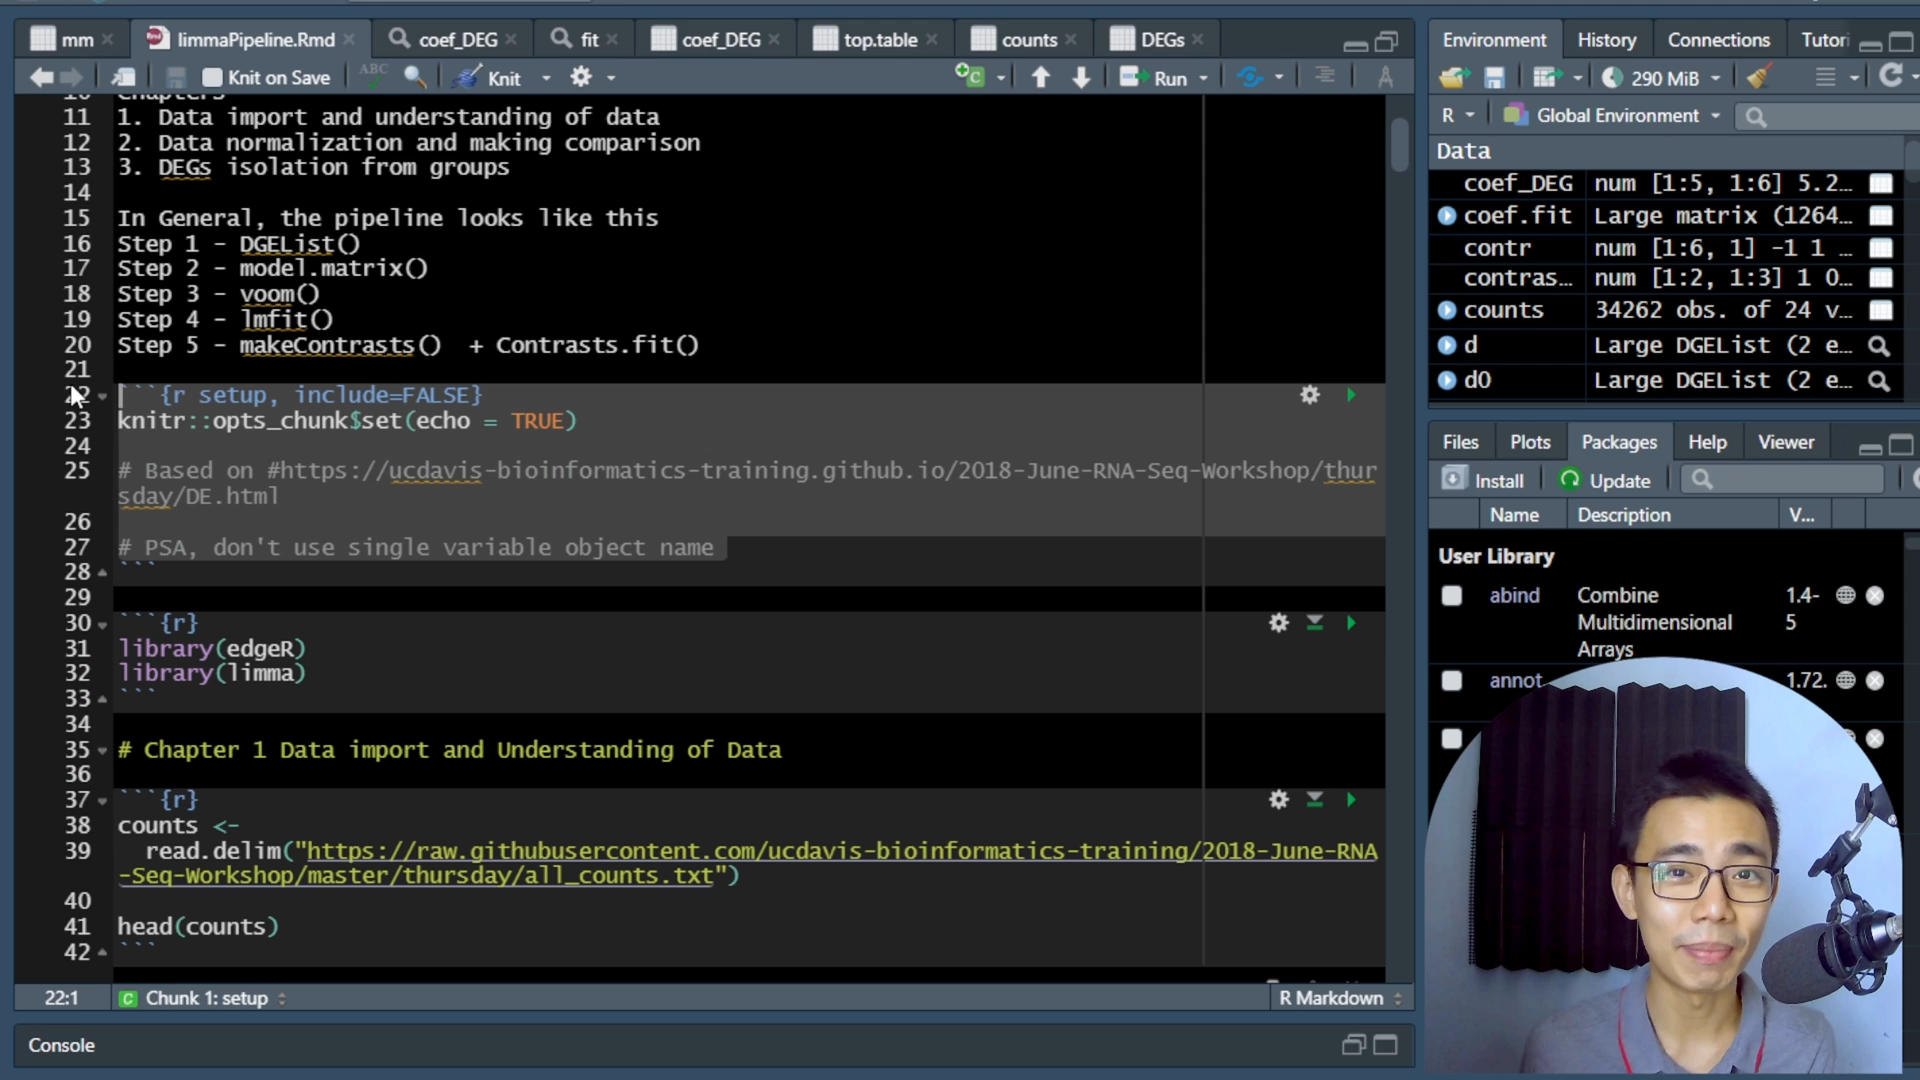 mm
limmaPipeline.Rmd
coef_DEG
fit
coef_DEG
top.table
counts
DEGs
Knit on Save
ABC
Knit
Run
11 1. Data import and understanding of data
12 2. Data normalization and making comparison
13 3. DEGs isolation from groups
14
15 In General, the pipeline looks like this
16 Step 1 - DGEList()
17 Step 2 - model.matrix()
18 Step 3 - voom()
19 Step 4 - lmfit()
20 Step 5 - makeContrasts()  + Contrasts.fit()
21
22 ```{r setup, include=FALSE}
23 knitr::opts_chunk$set(echo = TRUE)
24
25 # Based on #https://ucdavis-bioinformatics-training.github.io/2018-June-RNA-Seq-Workshop/thur
sday/DE.html
26
27 # PSA, don't use single variable object name
28 ```
29
30 ```{r}
31 library(edgeR)
32 library(limma)
33 ```
34
35 # Chapter 1 Data import and Understanding of Data
36
37 ```{r}
38 counts <-
39 read.delim("https://raw.githubusercontent.com/ucdavis-bioinformatics-training/2018-June-RNA
-Seq-Workshop/master/thursday/all_counts.txt")
40
41 head(counts)
42 ```
22:1
C Chunk 1: setup
R Markdown
Console
Environment
History
Connections
Tutori
290 MiB
R
Global Environment
Data
coef_DEG num [1:5, 1:6] 5.2…
coef.fit Large matrix (1264…
contr num [1:6, 1] -1 1 …
contras… num [1:2, 1:3] 1 0…
counts 34262 obs. of 24 v…
d Large DGEList (2 e…
d0 Large DGEList (2 e…
Files
Plots
Packages
Help
Viewer
Install
Update
Name
Description
V...
User Library
abind
Combine
Multidimensional
Arrays
1.4-
5
annot
1.72.